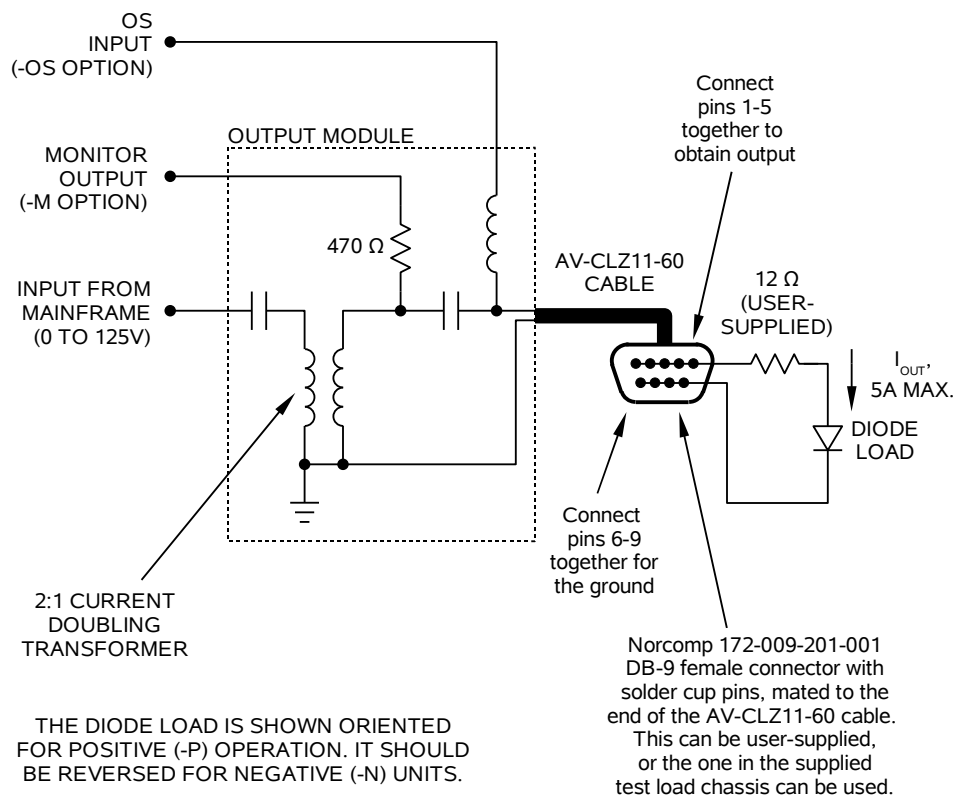 OS
INPUT
(-OS OPTION)
Connect
pins 1-5
together to
obtain output
OUTPUT MODULE
MONITOR
OUTPUT
(-M OPTION)
470 Ω
AV-CLZ11-60
CABLE
12 Ω
(USER-
SUPPLIED)
INPUT FROM
MAINFRAME
(0 TO 125V)
IOUT,
5A MAX.
DIODE
LOAD
Connect
pins 6-9
together for
the ground
2:1 CURRENT
DOUBLING
TRANSFORMER
Norcomp 172-009-201-001
DB-9 female connector with
solder cup pins, mated to the
end of the AV-CLZ11-60 cable.
This can be user-supplied,
or the one in the supplied
test load chassis can be used.
THE DIODE LOAD IS SHOWN ORIENTED
FOR POSITIVE (-P) OPERATION. IT SHOULD
BE REVERSED FOR NEGATIVE (-N) UNITS.